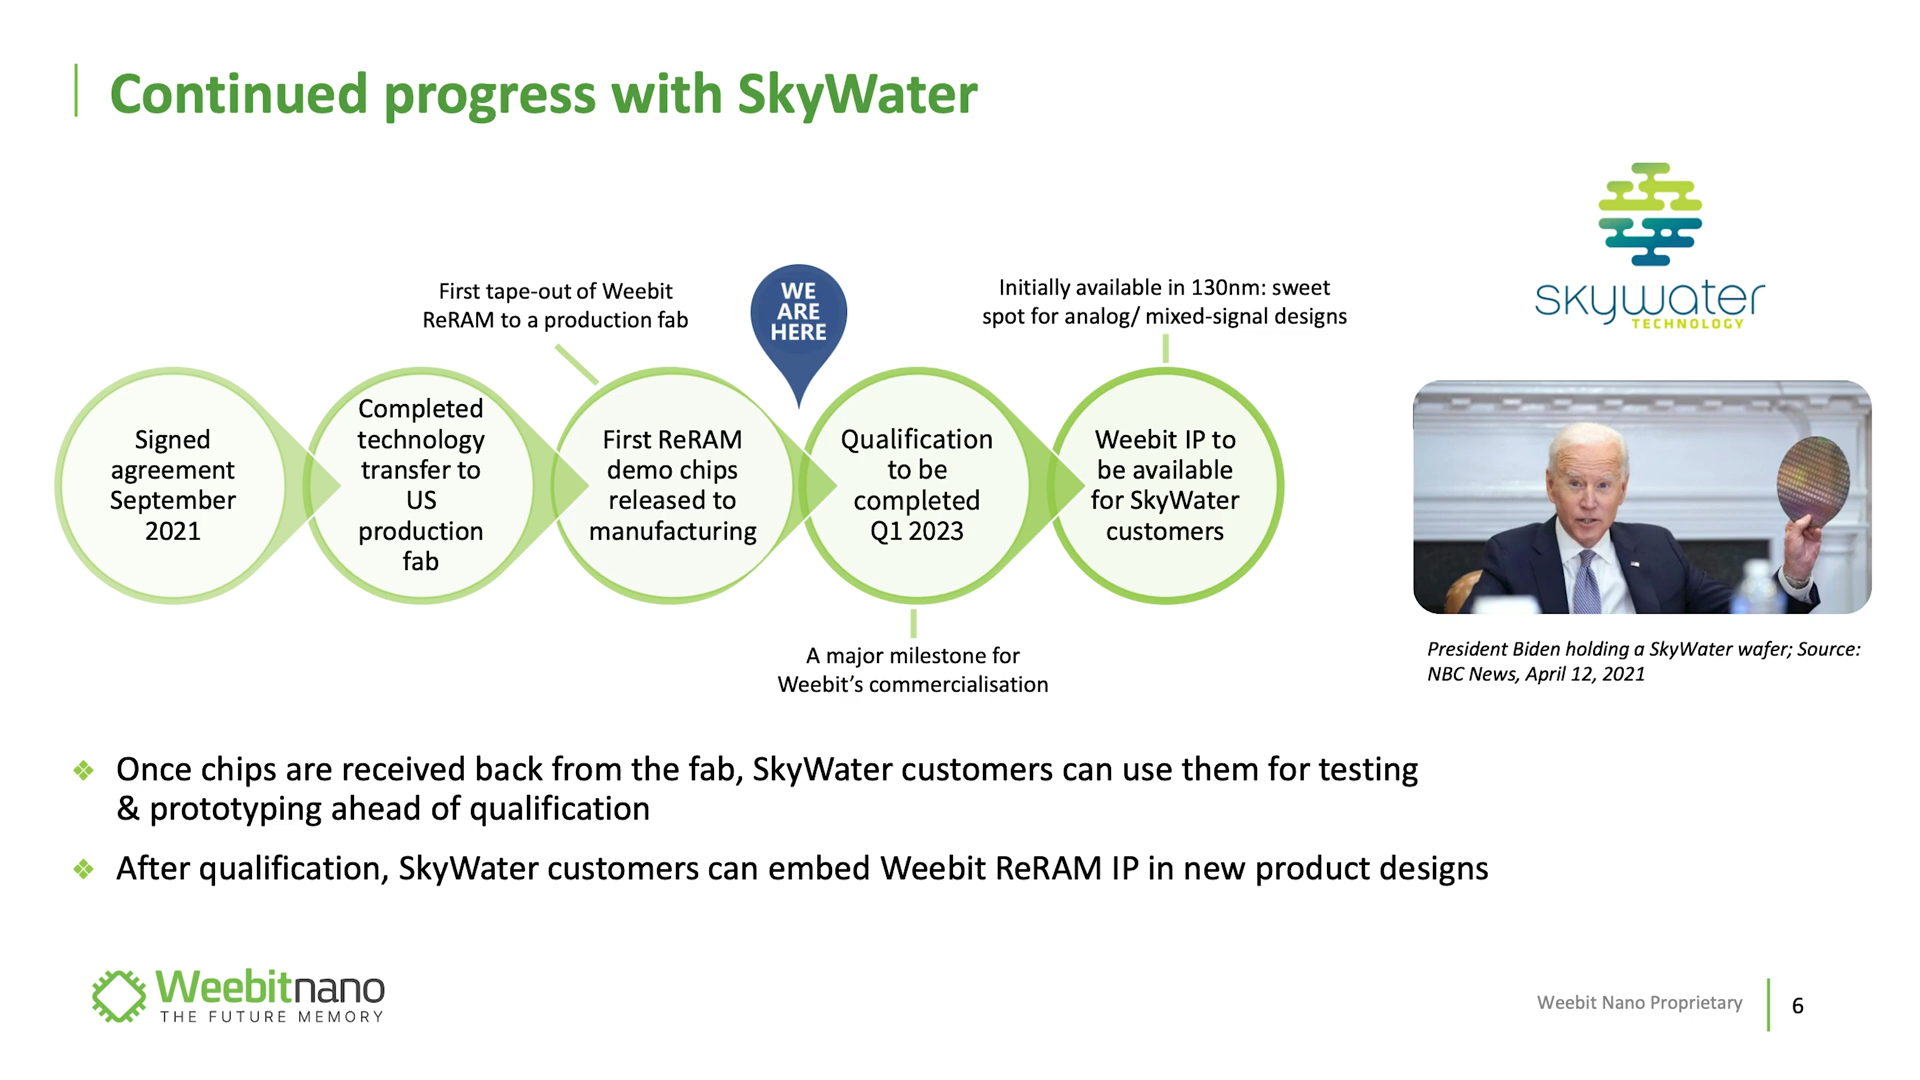 Continued progress with SkyWater
skywater
TECHNOLOGY
First tape-out of Weebit
ReRAM to a production fab
WE
ARE
HERE
Initially available in 130nm: sweet
spot for analog/ mixed-signal designs
Signed
agreement
September
2021
Completed
technology
transfer to
US
production
fab
First ReRAM
demo chips
released to
manufacturing
Qualification
to be
completed
Q1 2023
Weebit IP to
be available
for SkyWater
customers
A major milestone for
Weebit’s commercialisation
President Biden holding a SkyWater wafer; Source:
NBC News, April 12, 2021
❖ Once chips are received back from the fab, SkyWater customers can use them for testing
& prototyping ahead of qualification
❖ After qualification, SkyWater customers can embed Weebit ReRAM IP in new product designs
Weebitnano
THE FUTURE MEMORY
Weebit Nano Proprietary
6